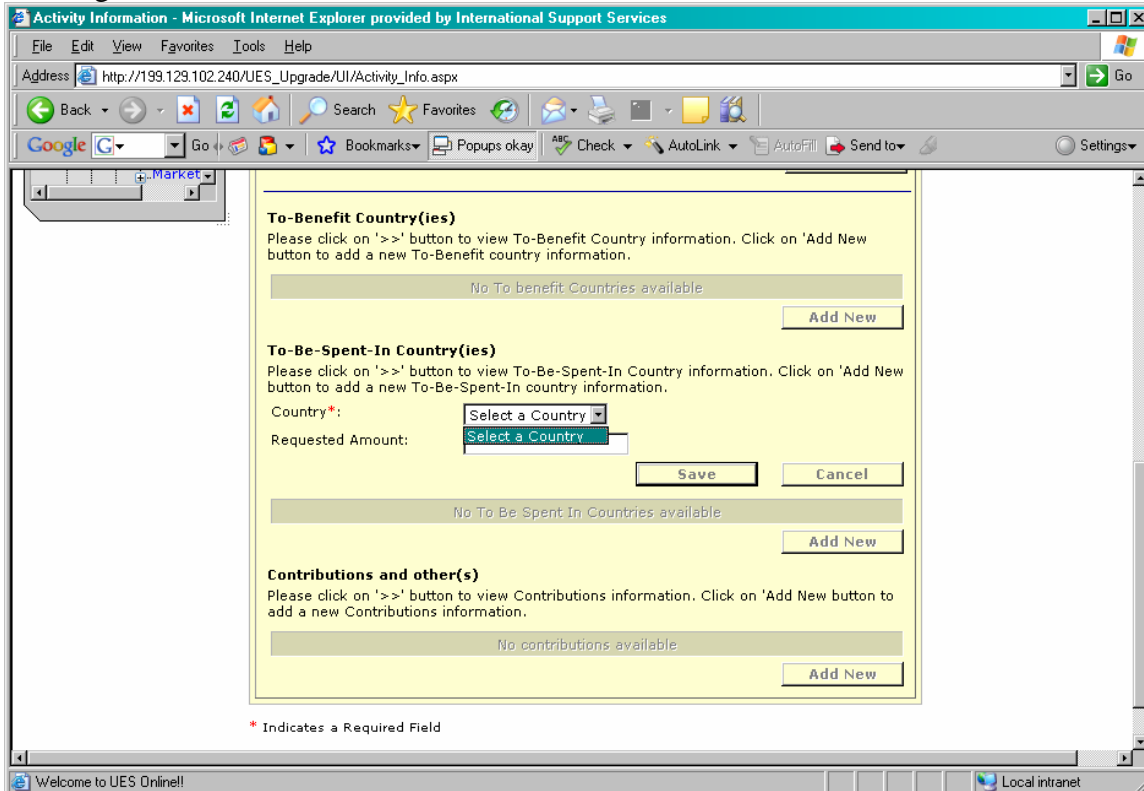 Activity Information - Microsoft Internet Explorer provided by International Support Services
File Edit View Favorites Tools Help
Address http://199.129.102.240/UES_Upgrade/UI/Activity_Info.aspx Go
Back Search Favorites
Google G Go Bookmarks Popups okay ABC Check AutoLink AutoFill Send to Settings
Market
To-Benefit Country(ies)
Please click on '>>' button to view To-Benefit Country information. Click on 'Add New
button to add a new To-Benefit country information.
No To benefit Countries available
Add New
To-Be-Spent-In Country(ies)
Please click on '>>' button to view To-Be-Spent-In Country information. Click on 'Add New
button to add a new To-Be-Spent-In country information.
Country*: Select a Country
Select a Country
Requested Amount:
Save Cancel
No To Be Spent In Countries available
Add New
Contributions and other(s)
Please click on '>>' button to view Contributions information. Click on 'Add New button to
add a new Contributions information.
No contributions available
Add New
* Indicates a Required Field
Welcome to UES Online!! Local intranet